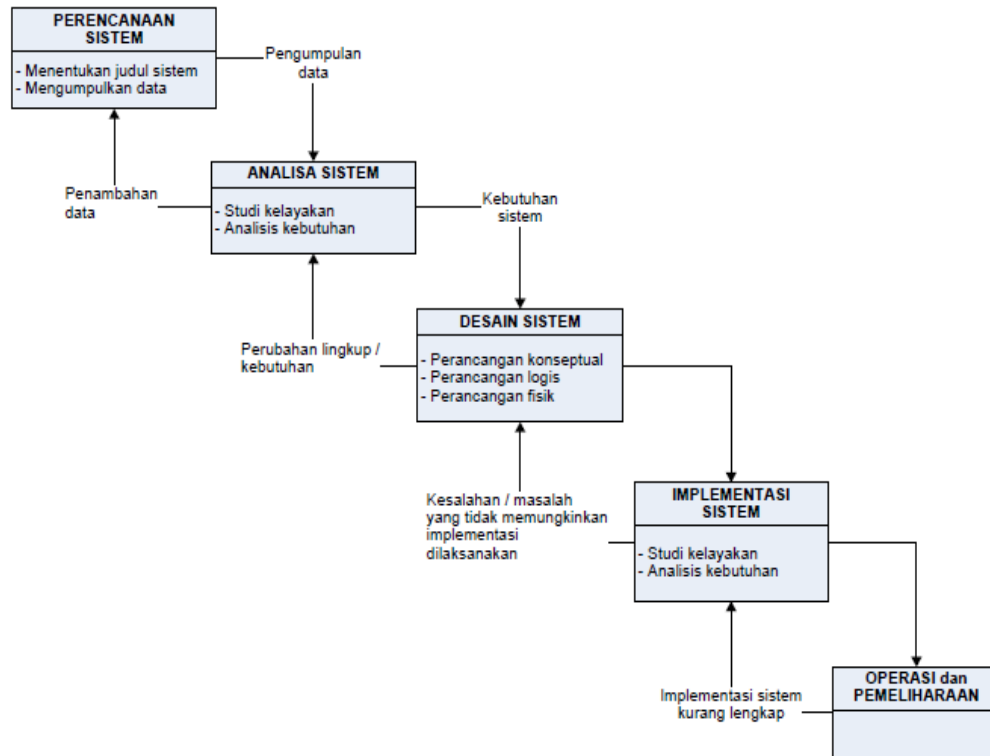 PERENCANAAN
SISTEM
- Menentukan judul sistem
- Mengumpulkan data
Pengumpulan
data
Penambahan
data
ANALISA SISTEM
- Studi kelayakan
- Analisis kebutuhan
Kebutuhan
sistem
Perubahan lingkup /
kebutuhan
DESAIN SISTEM
- Perancangan konseptual
- Perancangan logis
- Perancangan fisik
Kesalahan / masalah
yang tidak memungkinkan
implementasi
dilaksanakan
IMPLEMENTASI
SISTEM
- Studi kelayakan
- Analisis kebutuhan
Implementasi sistem
kurang lengkap
OPERASI dan
PEMELIHARAAN